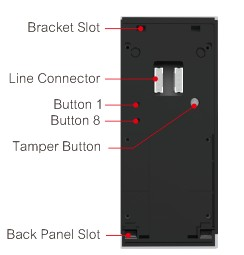 Bracket Slot
Line Connector
Button 1
Button 8
Tamper Button
Back Panel Slot